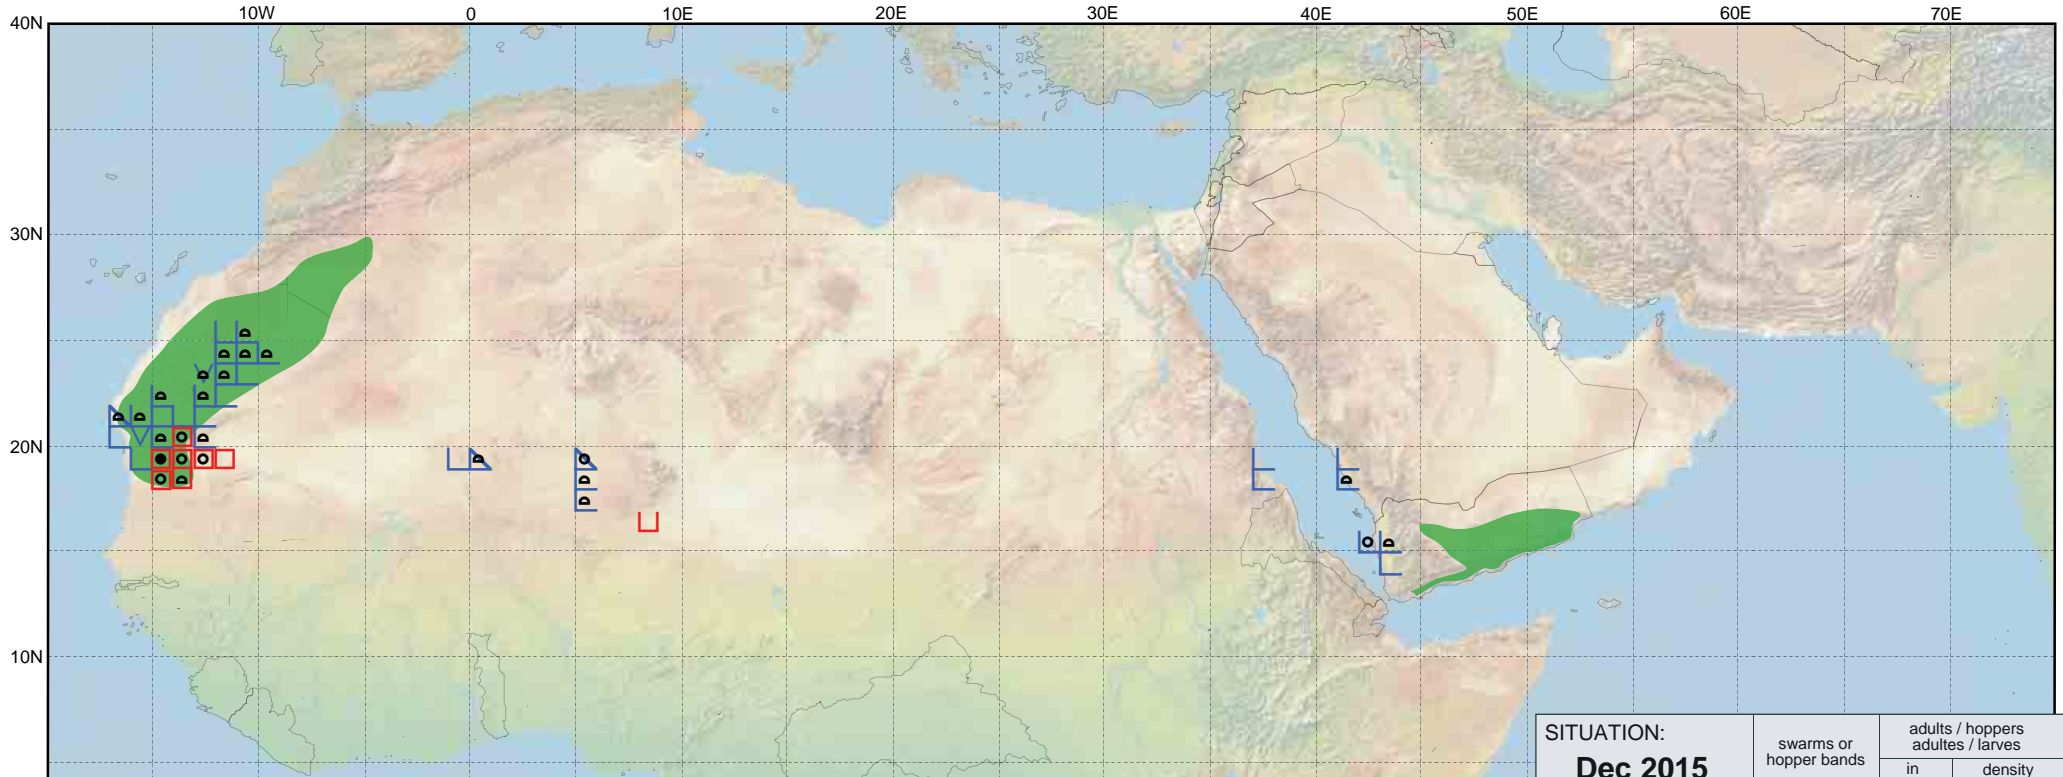 10W 0 10E 20E 30E 40E 50E 60E 70E
40N
30N
20N
10N
SITUATION:
Dec 2015
swarms or
hopper bands
adults / hoppers
adultes / larves
in density